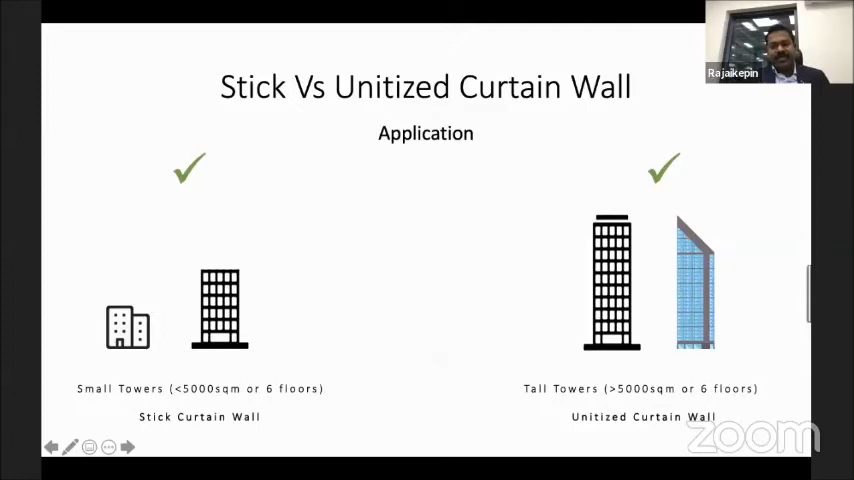 Rajaikepin
Stick Vs Unitized Curtain Wall
Application
Small Towers (<5000sqm or 6 floors)
Tall Towers (>5000sqm or 6 floors)
Stick Curtain Wall
Unitized Curtain Wall
zoom